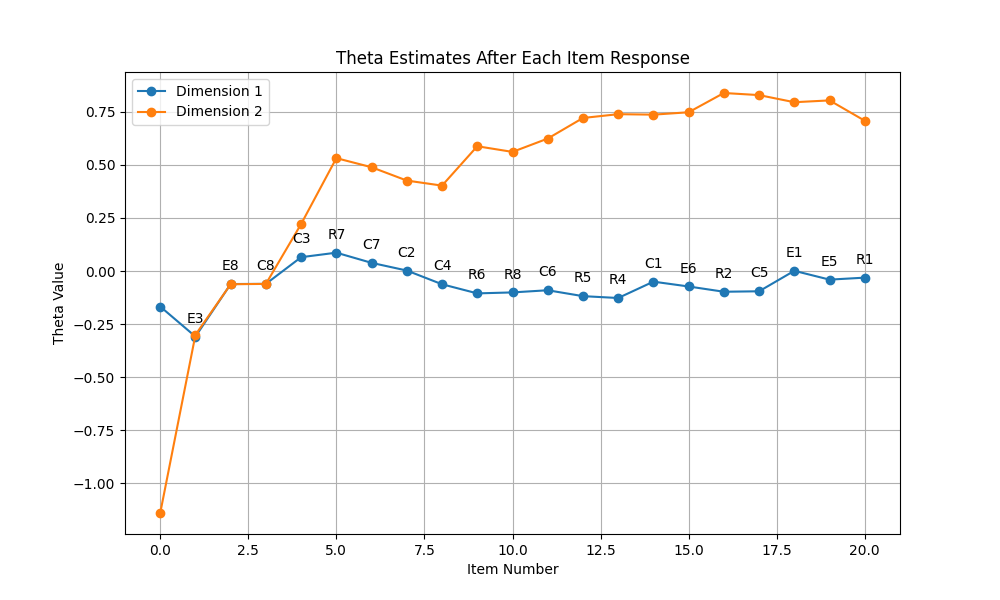 Theta Estimates After Each Item Response
Dimension 1
Dimension 2
Theta Value
0.75
0.50
0.25
0.00
−0.25
−0.50
−0.75
−1.00
E3
E8
C8
C3
R7
C7
C2
C4
R6
R8
C6
R5
R4
C1
E6
R2
C5
E1
E5
R1
0.0 2.5 5.0 7.5 10.0 12.5 15.0 17.5 20.0
Item Number